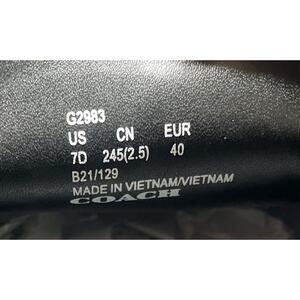 G2983
US CN EUR
7D 245(2.5) 40
B21/129
MADE IN VIETNAM/VIETNAM
COACH